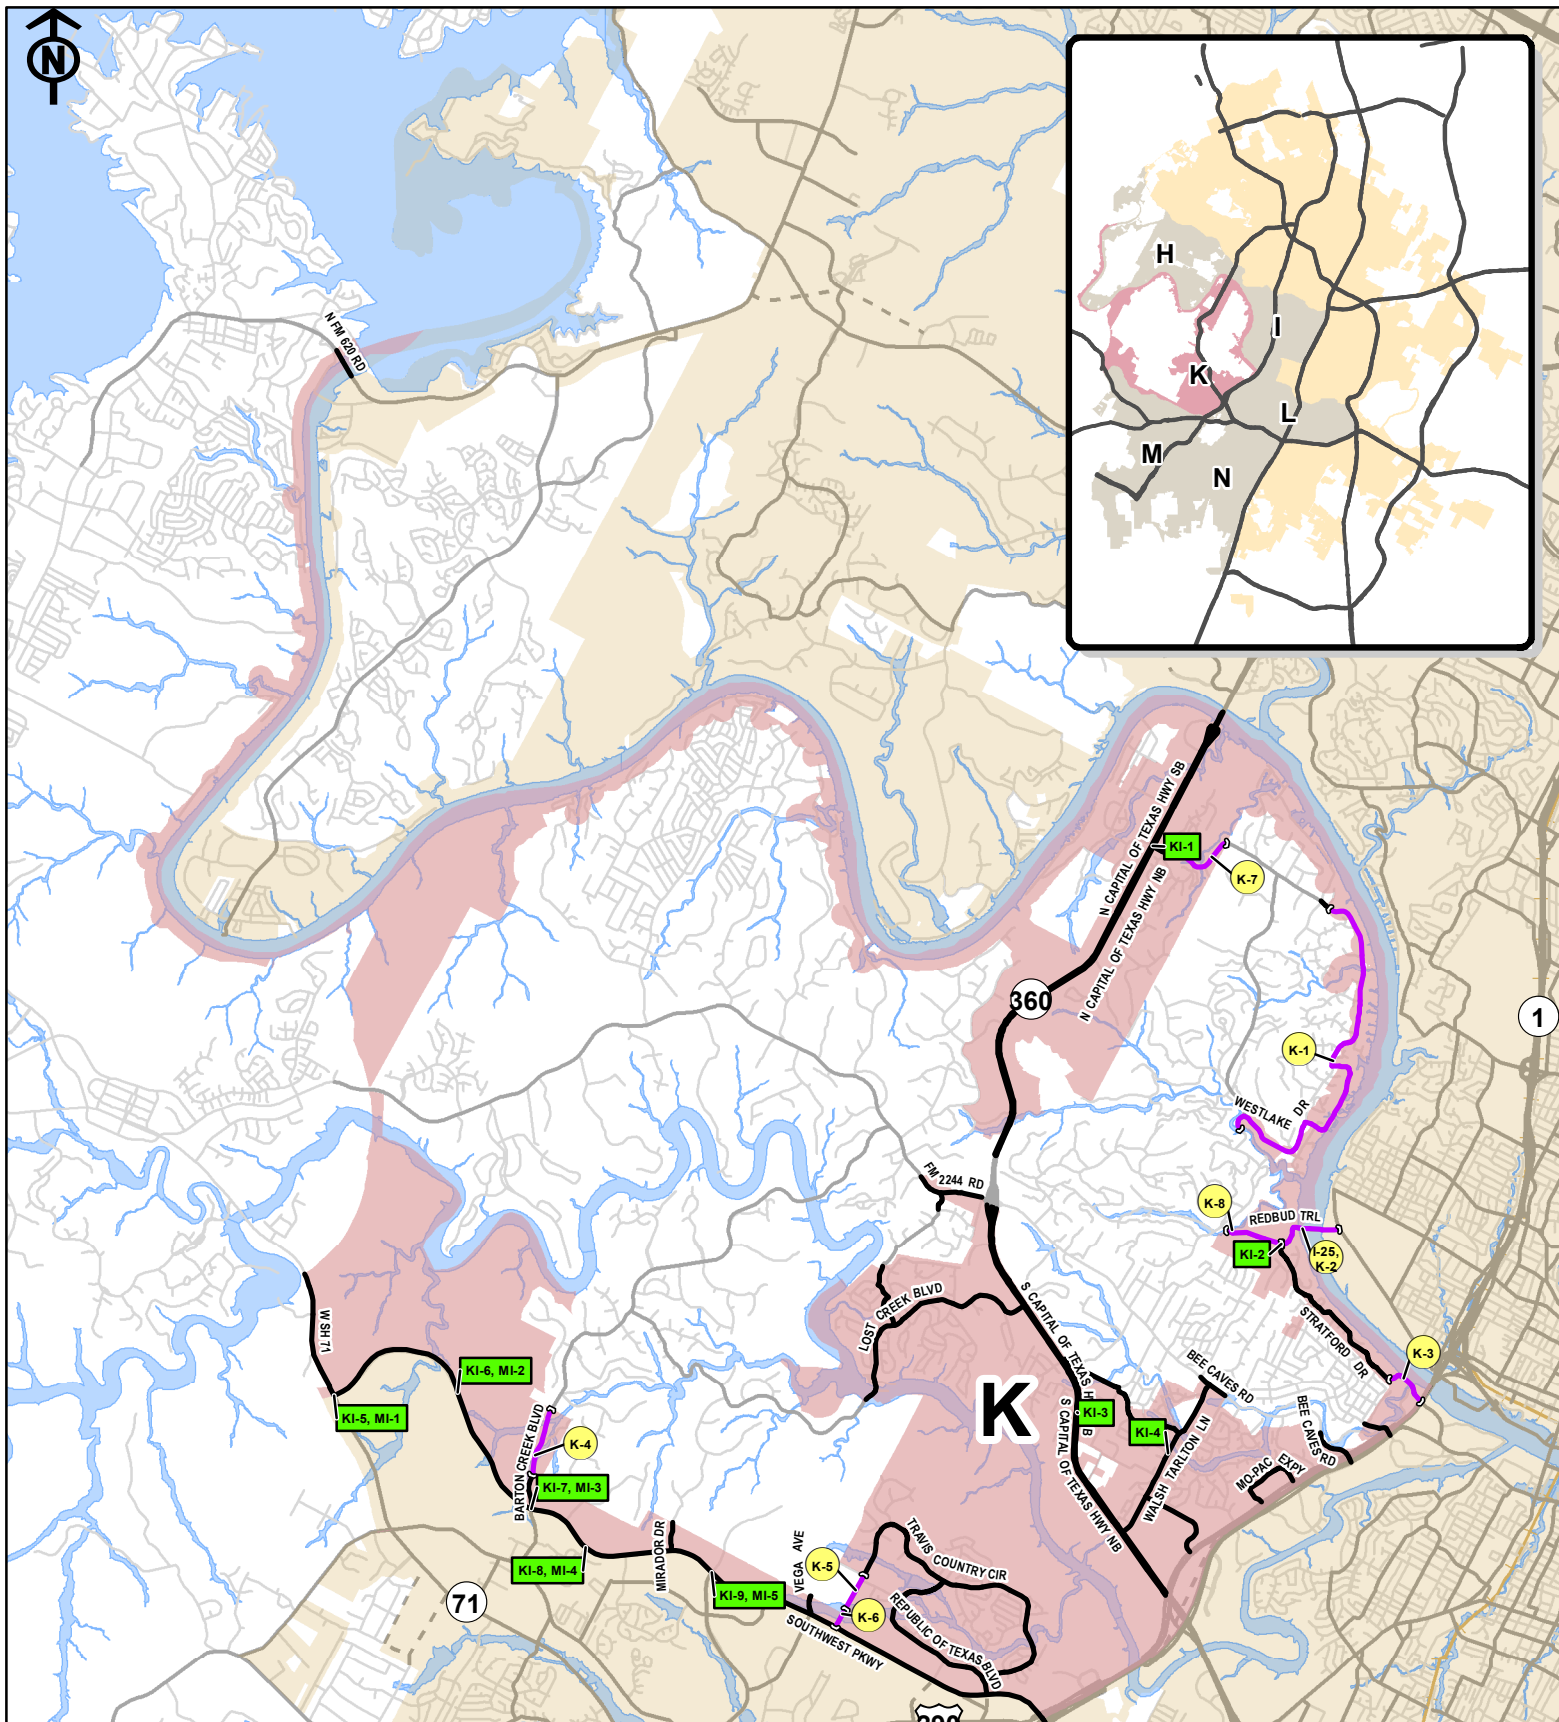 N
H
I
K
L
M
N
N FM 620 RD
N CAPITAL OF TEXAS HWY SB
KI-1
K-7
N CAPITAL OF TEXAS HWY NB
360
1
K-1
WESTLAKE DR
FM 2244 RD
K-8
REDBUD TRL
KI-2
I-25,
K-2
W SH 71
LOST CREEK BLVD
S CAPITAL OF TEXAS H
B
STRATFORD DR
K-3
KI-6, MI-2
BEE CAVES RD
KI-5, MI-1
K
KI-3
KI-4
BARTON CREEK BLVD
K-4
S CAPITAL OF TEXAS HWY NB
WALSH TARLTON LN
BEE CAVES RD
MO-PAC EXPY
KI-7, MI-3
KI-8, MI-4
MIRADOR DR
VEGA AVE
K-5
TRAVIS COUNTRY CIR
71
KI-9, MI-5
K-6
REPUBLIC OF TEXAS BLVD
SOUTHWEST PKWY